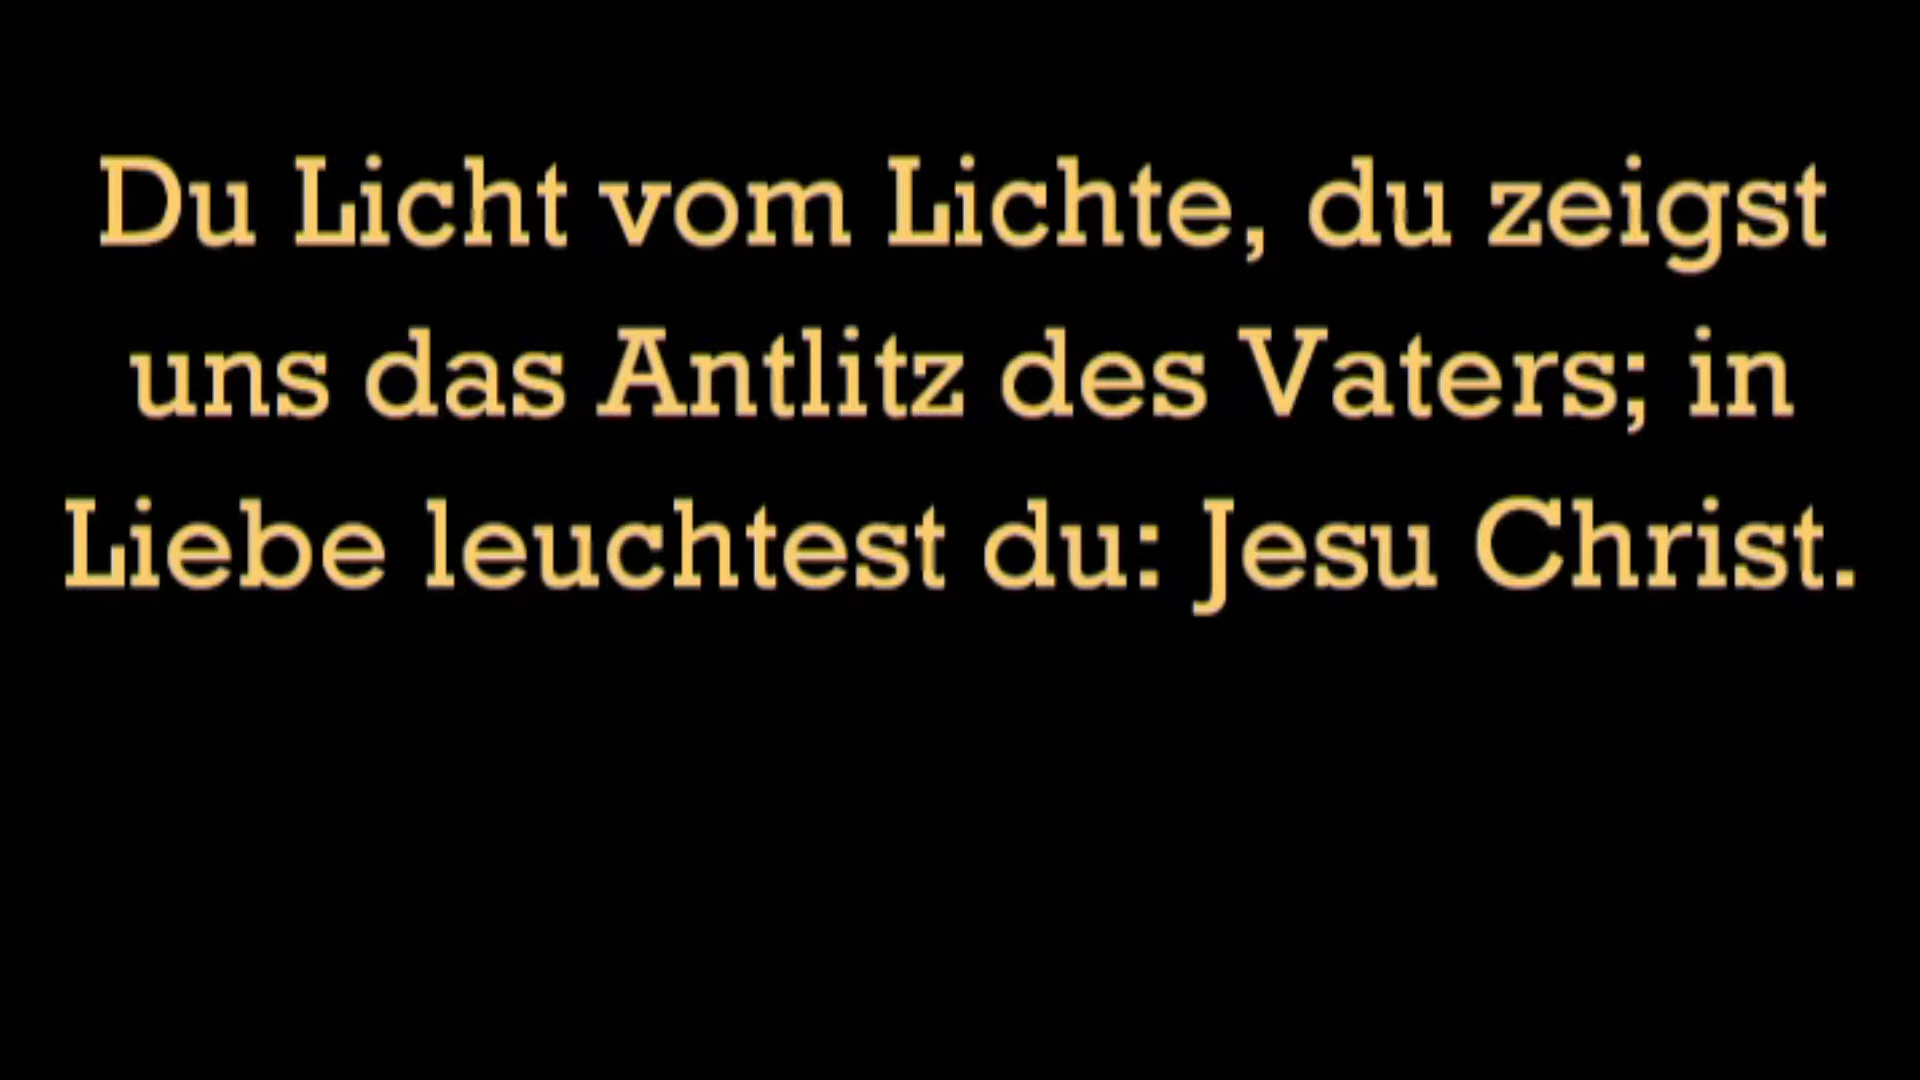 Du Licht vom Lichte, du zeigst
uns das Antlitz des Vaters; in
Liebe leuchtest du: Jesu Christ.